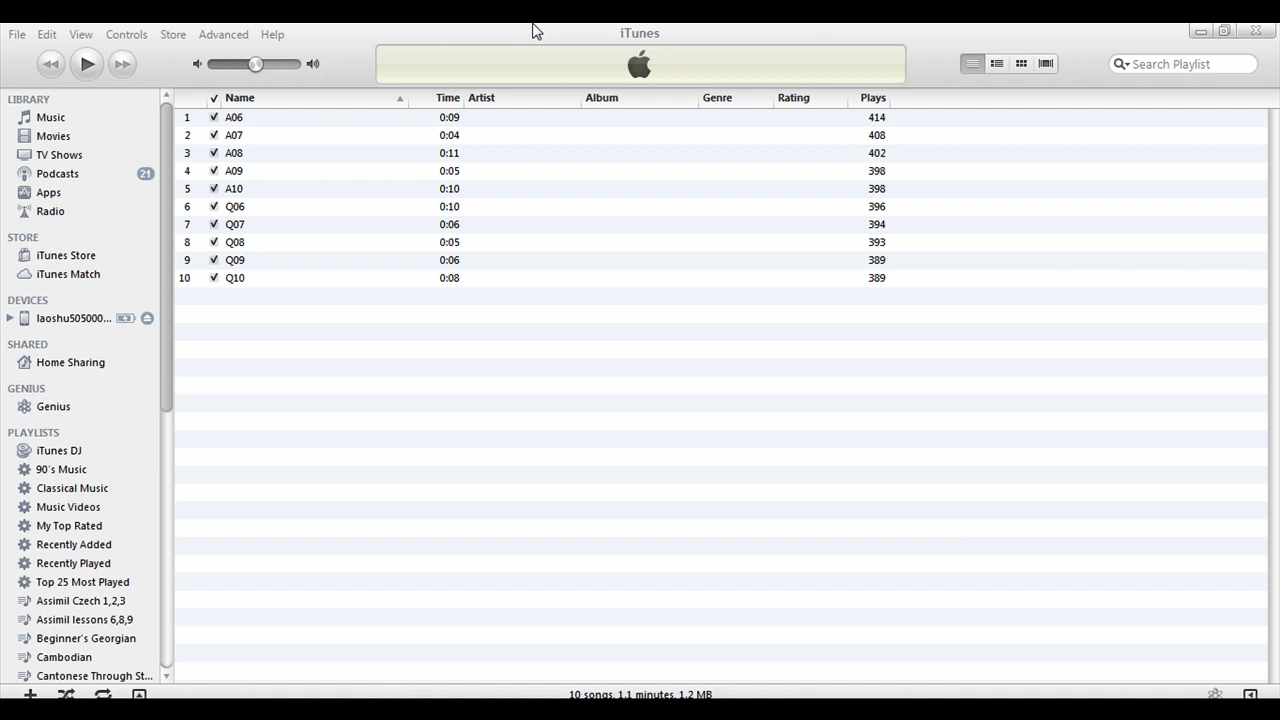 iTunes
File Edit View Controls Store Advanced Help
Search Playlist
LIBRARY
Music
Movies
TV Shows
Podcasts 21
Apps
Radio
STORE
iTunes Store
iTunes Match
DEVICES
laoshu505000...
SHARED
Home Sharing
GENIUS
Genius
PLAYLISTS
iTunes DJ
90's Music
Classical Music
Music Videos
My Top Rated
Recently Added
Recently Played
Top 25 Most Played
Assimil Czech 1,2,3
Assimil lessons 6,8,9
Beginner's Georgian
Cambodian
Cantonese Through St...
Name Time Artist Album Genre Rating Plays
1 A06 0:09 414
2 A07 0:04 408
3 A08 0:11 402
4 A09 0:05 398
5 A10 0:10 398
6 Q06 0:10 396
7 Q07 0:06 394
8 Q08 0:05 393
9 Q09 0:06 389
10 Q10 0:08 389
10 songs, 1.1 minutes, 1.2 MB